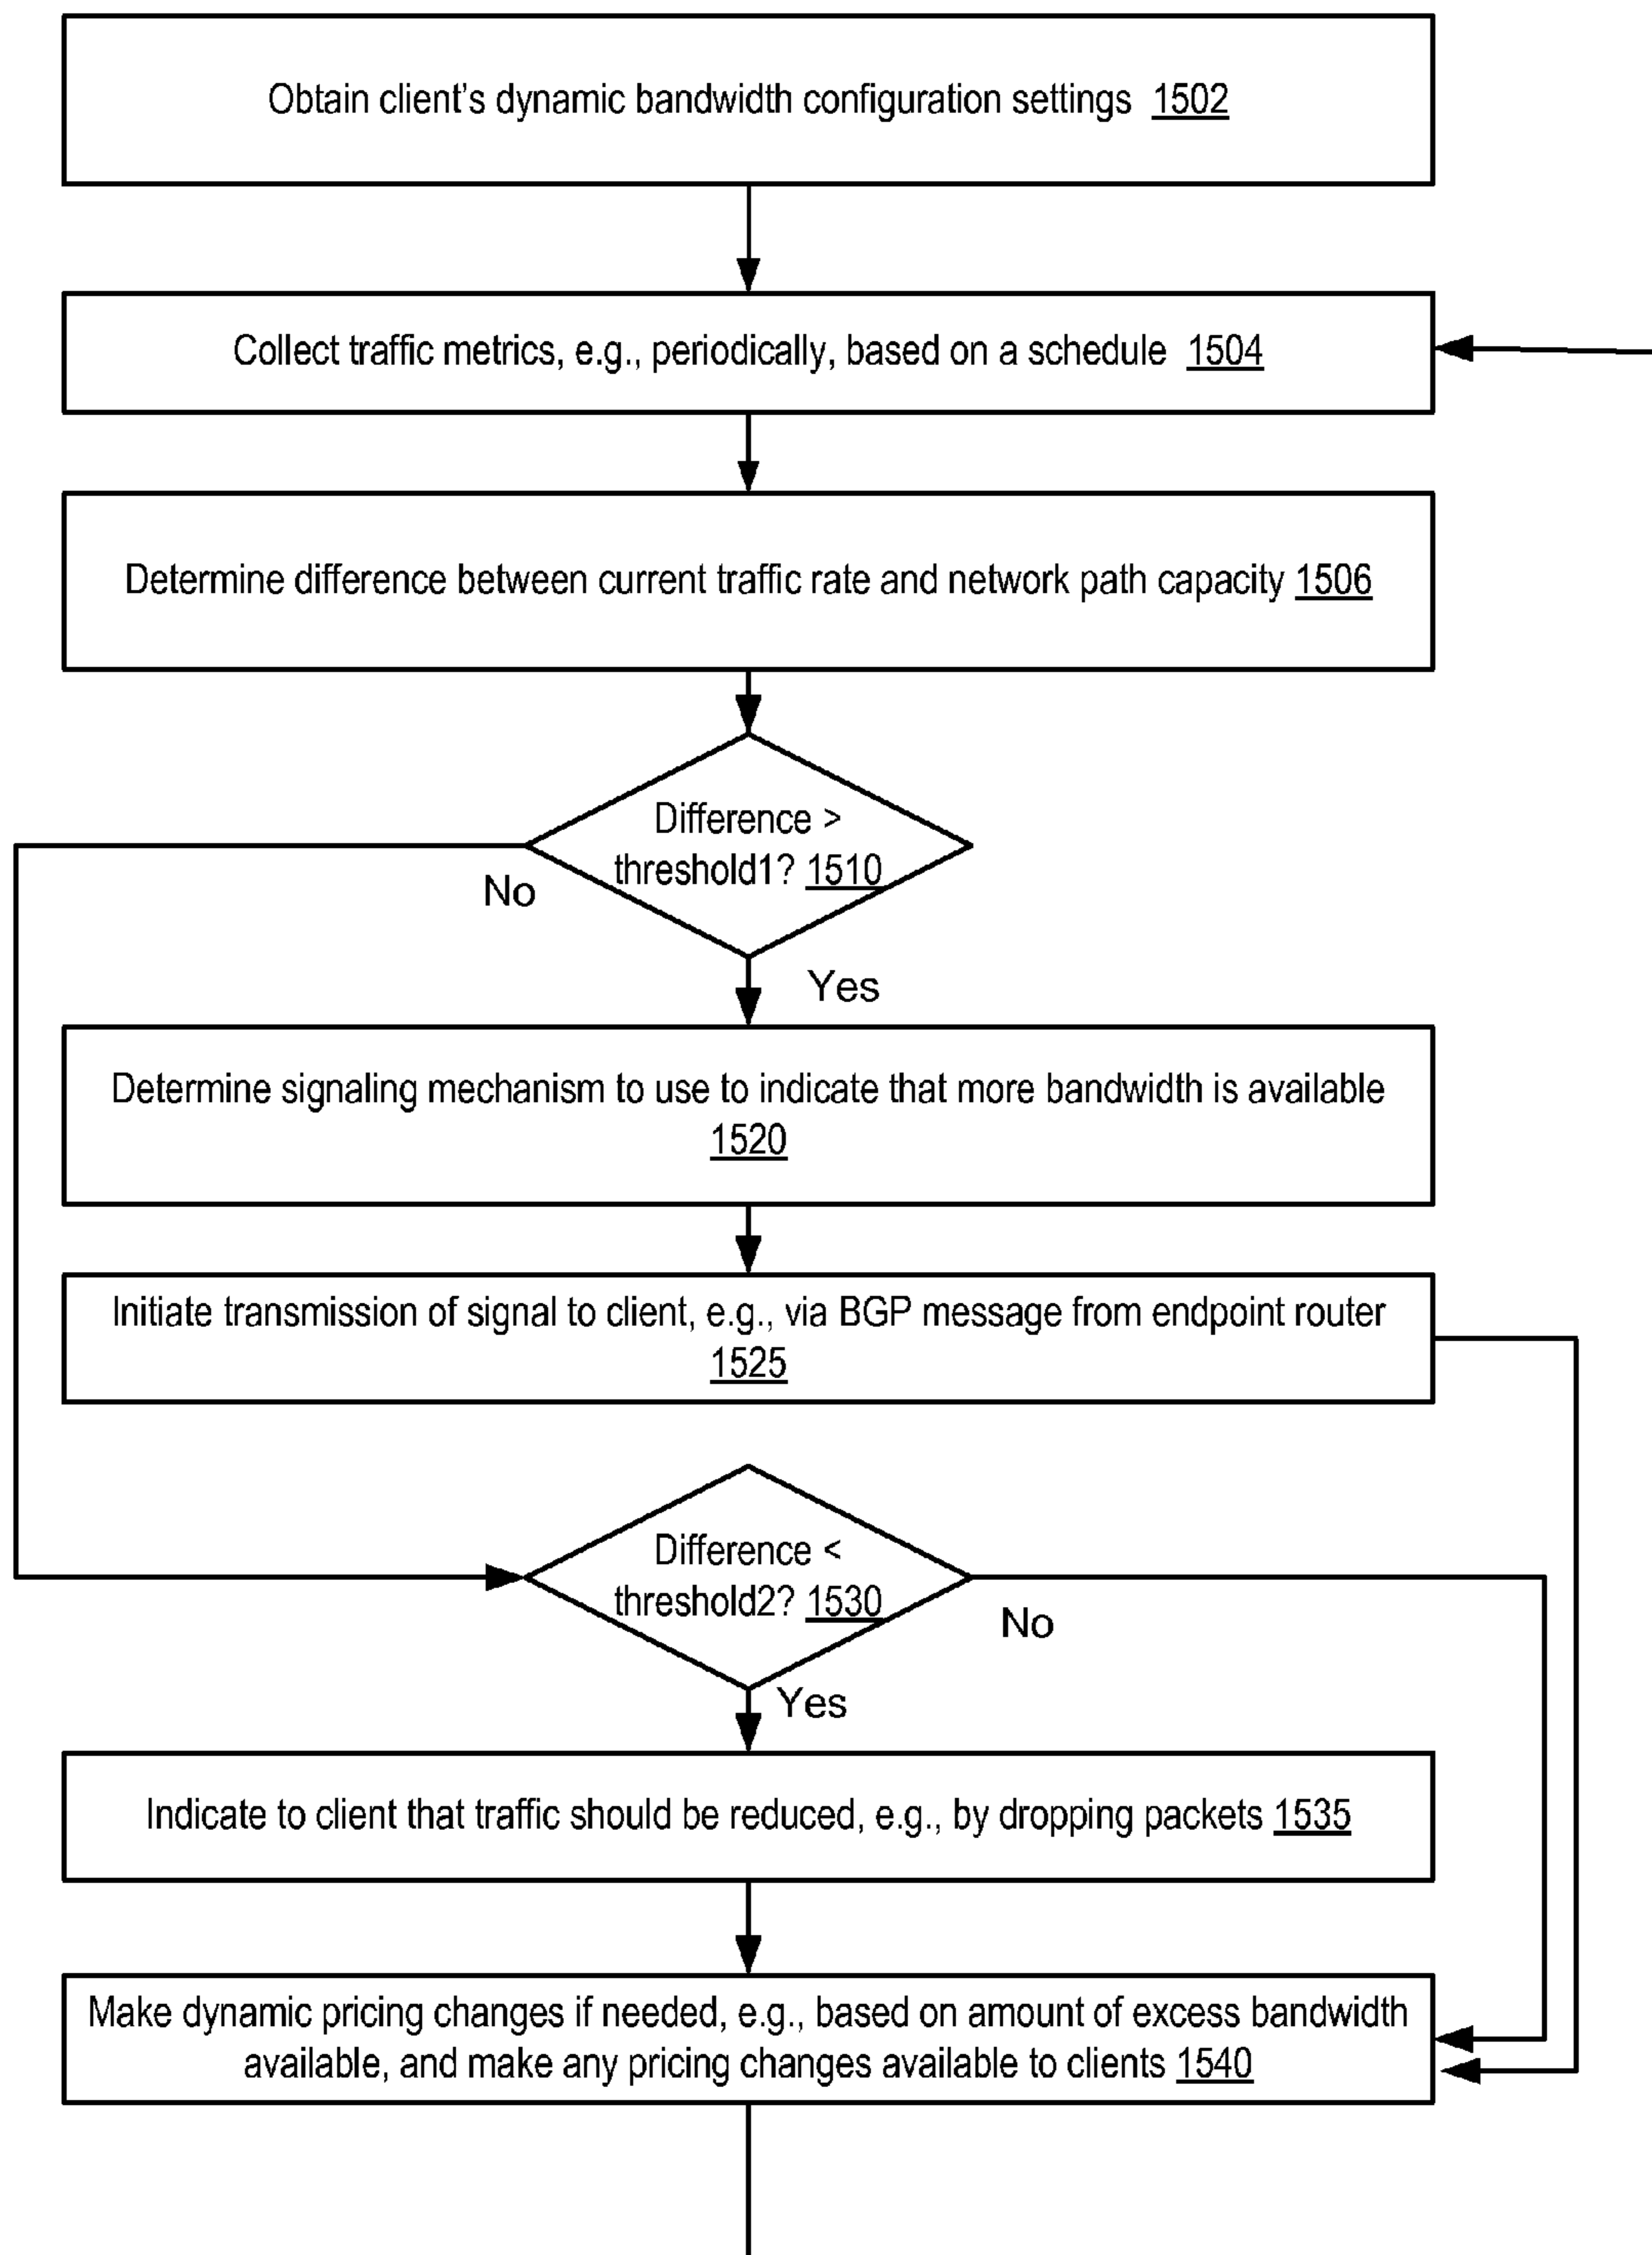 Obtain client's dynamic bandwidth configuration settings 1502
Collect traffic metrics, e.g., periodically, based on a schedule 1504
Determine difference between current traffic rate and network path capacity 1506
Difference >
threshold1? 1510
No
Yes
Determine signaling mechanism to use to indicate that more bandwidth is available
1520
Initiate transmission of signal to client, e.g., via BGP message from endpoint router
1525
Difference <
threshold2? 1530
No
Yes
Indicate to client that traffic should be reduced, e.g., by dropping packets 1535
Make dynamic pricing changes if needed, e.g., based on amount of excess bandwidth
available, and make any pricing changes available to clients 1540